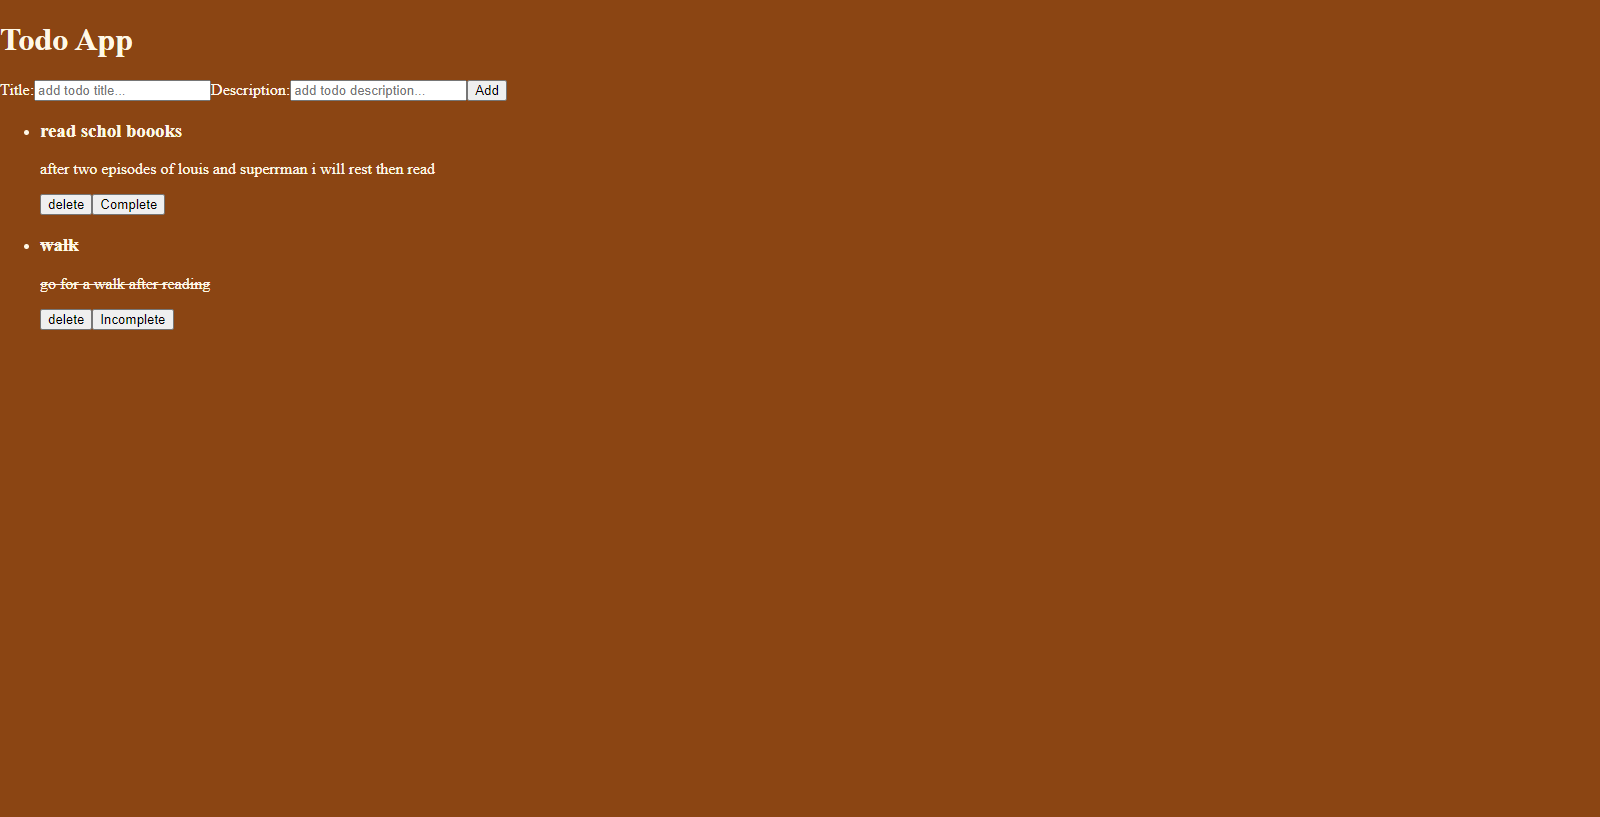 Todo App
Title: add todo title... Description: add todo description... Add
read schol boooks
after two episodes of louis and superrman i will rest then read
delete Complete
walk
go for a walk after reading
delete Incomplete